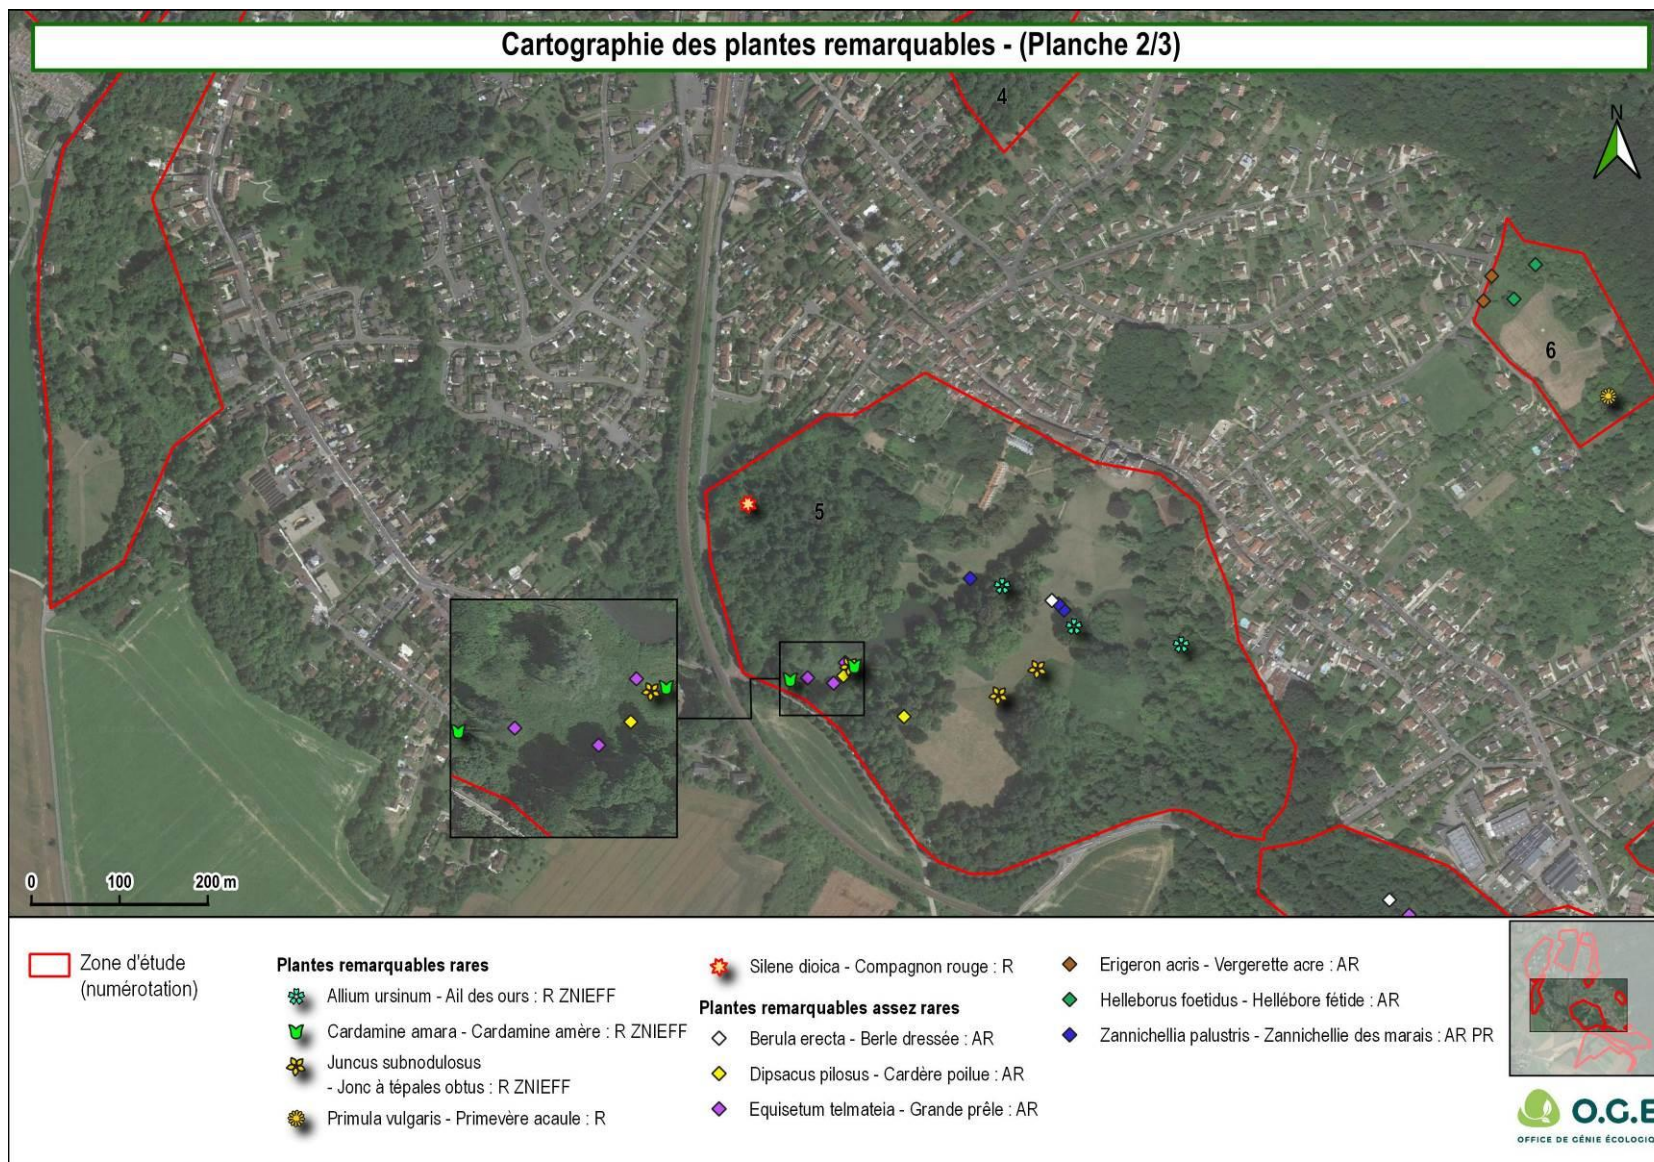 Cartographie des plantes remarquables - (Planche 2/3)
4
N
6
5
0 100 200 m
Zone d'étude
(numérotation)
Plantes remarquables rares
Allium ursinum - Ail des ours : R ZNIEFF
Cardamine amara - Cardamine amère : R ZNIEFF
Juncus subnodulosus
- Jonc à tépales obtus : R ZNIEFF
Primula vulgaris - Primevère acaule : R
Silene dioica - Compagnon rouge : R
Plantes remarquables assez rares
Berula erecta - Berle dressée : AR
Dipsacus pilosus - Cardère poilue : AR
Equisetum telmateia - Grande prêle : AR
Erigeron acris - Vergerette acre : AR
Helleborus foetidus - Hellébore fétide : AR
Zannichellia palustris - Zannichellie des marais : AR PR
O.G.E
OFFICE DE GÉNIE ÉCOLOGIQ